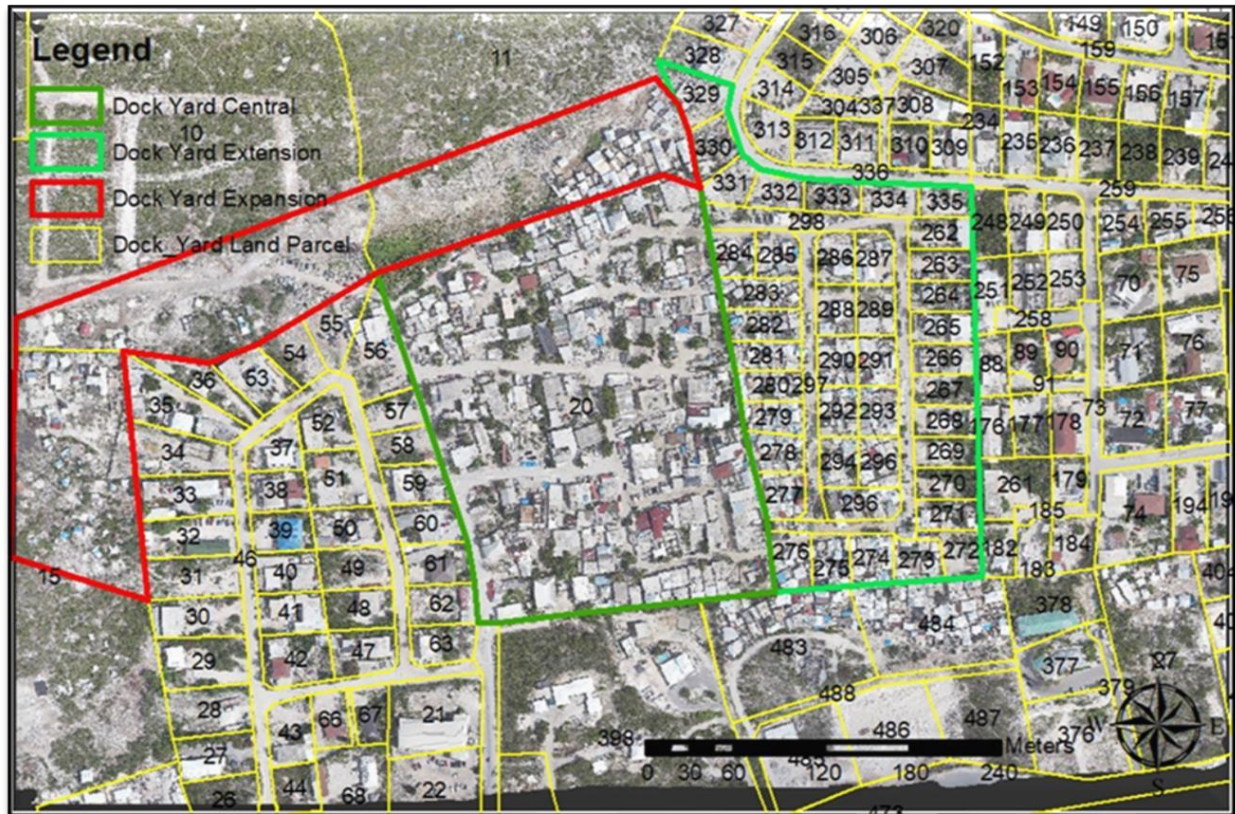 Legend
Dock Yard Central
Dock Yard Extension
Dock Yard Expansion
Dock_Yard Land Parcel
327 316 306 320 149 150
328 11 315 307 152 159
329 314 305 153 154 155 156 157
10 304 337 308 234
313 312 311 310 309 235 236 237 238 239
330 336
331 332 333 334 335 259
298 262 248 249 250 254 255
284 285 286 287 263 70 75
283 264 251 252 253
55 282 288 289 265 258
56 54 281 290 291 266 88 89 90 71 76
36 53 280 297 267 91
35 57 20 279 292 293 268 177 178 73 72 77
52 58 278 269
34 37 294 296 270 261 179
33 38 51 59 277 296 271 185 74 194
32 39 50 60 276 272 184
15 31 46 40 49 61 275 274 273 183
30 41 48 62 484 378
29 42 47 63 483 377
28 66 67 21 488 487 379
27 43 398 486 376
26 44 68 22
Meters
0 30 60 120 180 240
W E
S